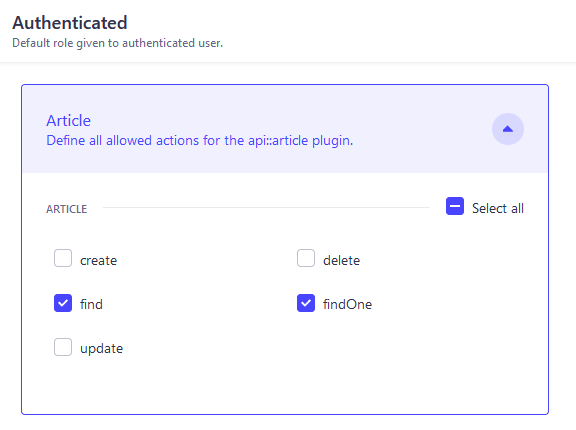 Authenticated
Default role given to authenticated user.
Article
Define all allowed actions for the api::article plugin.
ARTICLE
Select all
create
delete
find
findOne
update